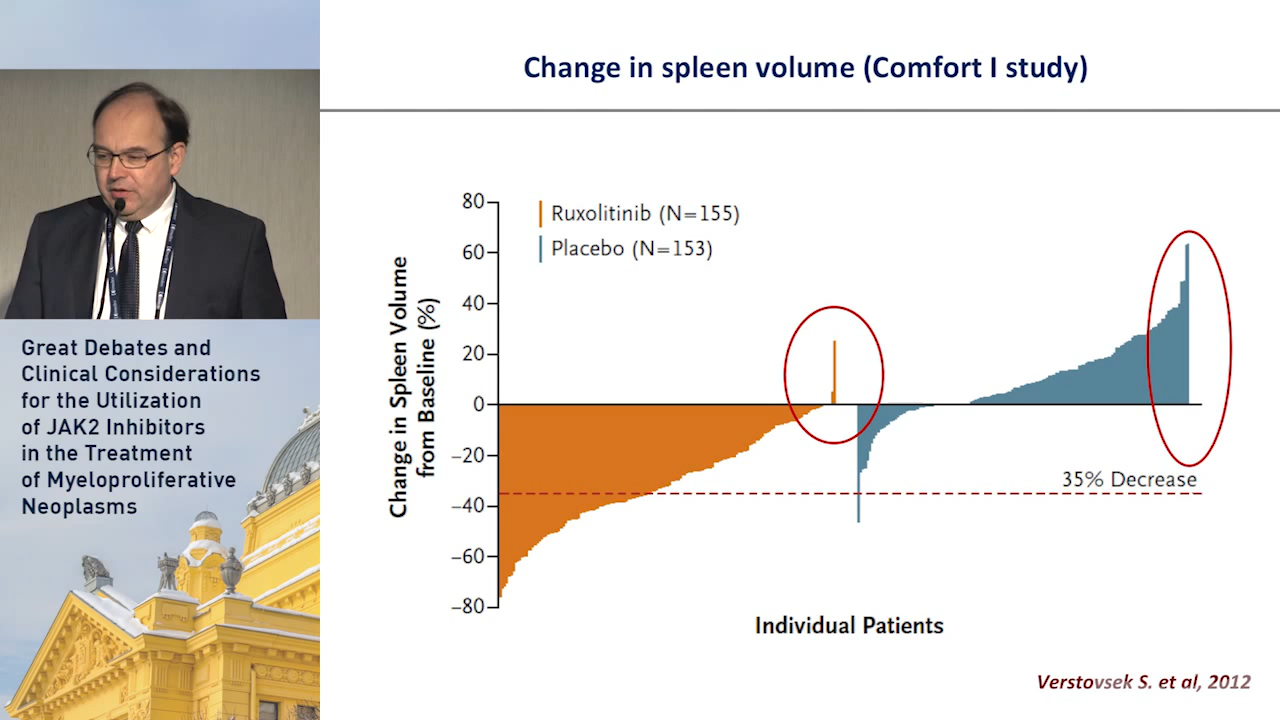 Change in spleen volume (Comfort I study)
Great Debates and
Clinical Considerations
for the Utilization
of JAK2 Inhibitors
in the Treatment
of Myeloproliferative
Neoplasms
Change in Spleen Volume
from Baseline (%)
80
60
40
20
0
−20
−40
−60
−80
Ruxolitinib (N=155)
Placebo (N=153)
35% Decrease
Individual Patients
Verstovsek S. et al, 2012